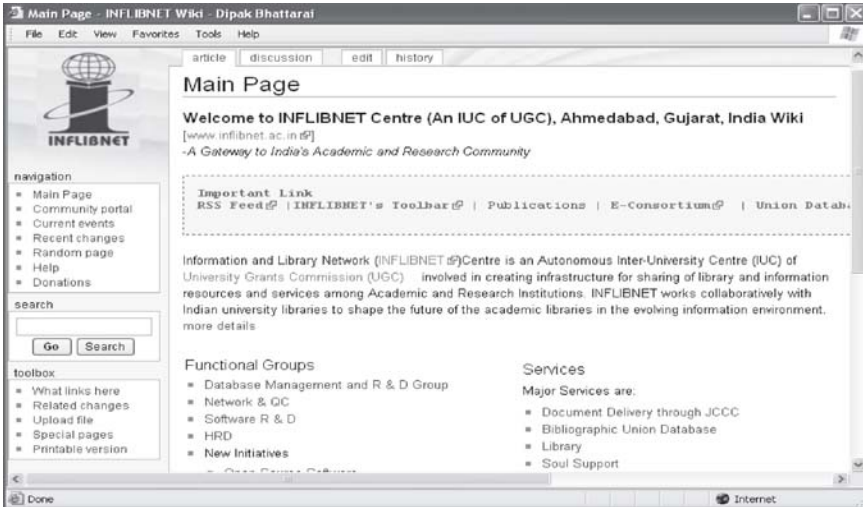 Main Page - INFLIBNET Wiki - Dipak Bhattarai
File Edit View Favorites Tools Help
article discussion edit history
INFLIBNET
navigation
Main Page
Community portal
Current events
Recent changes
Random page
Help
Donations
search
Go Search
toolbox
What links here
Related changes
Upload file
Special pages
Printable version
Main Page
Welcome to INFLIBNET Centre (An IUC of UGC), Ahmedabad, Gujarat, India Wiki
[www.inflibnet.ac.in]
-A Gateway to India's Academic and Research Community
Important Link
RSS Feed | INFLIBNET's Toolbar | Publications | E-Consortium | Union Datab
Information and Library Network (INFLIBNET)Centre is an Autonomous Inter-University Centre (IUC) of
University Grants Commission (UGC) involved in creating infrastructure for sharing of library and information
resources and services among Academic and Research Institutions. INFLIBNET works collaboratively with
Indian university libraries to shape the future of the academic libraries in the evolving information environment.
more details
Functional Groups
Database Management and R & D Group
Network & QC
Software R & D
HRD
New Initiatives
Open Source Software
Services
Major Services are:
Document Delivery through JCCC
Bibliographic Union Database
Library
Soul Support
Done Internet